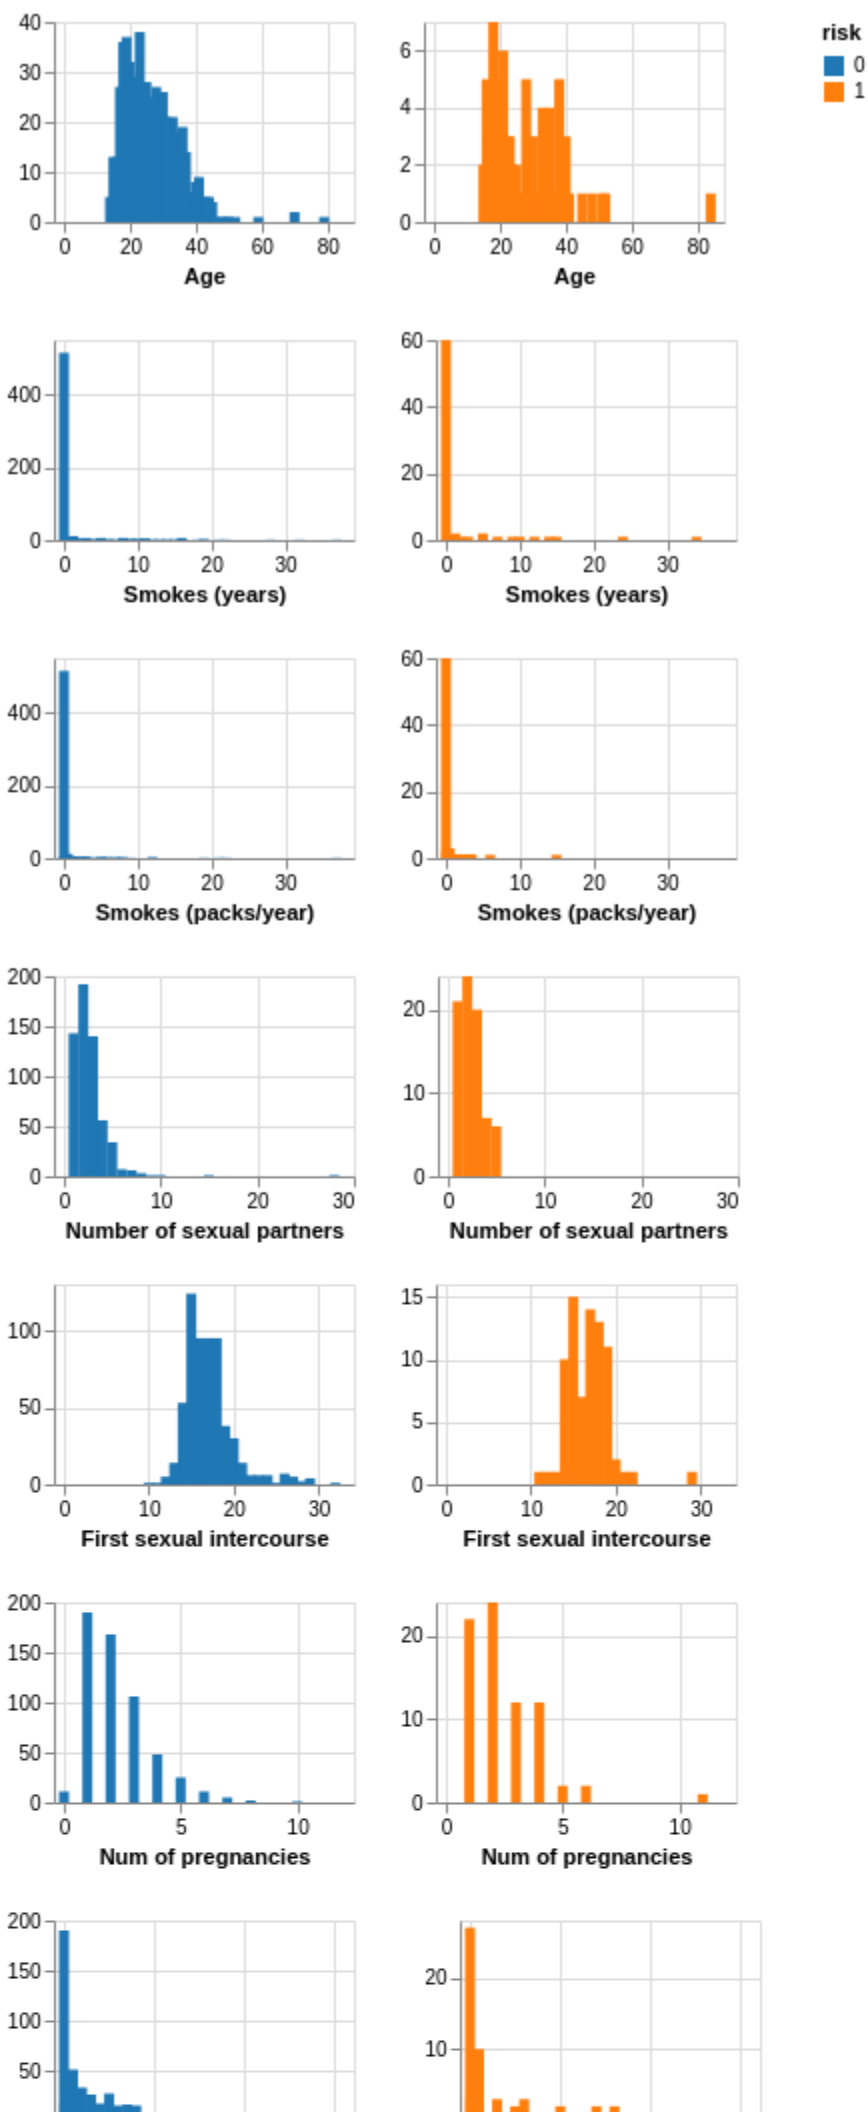 risk
0
1
40
30
20
10
0
0 20 40 60 80
Age
6
4
2
0
0 20 40 60 80
Age
400
200
0
0 10 20 30
Smokes (years)
60
40
20
0
0 10 20 30
Smokes (years)
400
200
0
0 10 20 30
Smokes (packs/year)
60
40
20
0
0 10 20 30
Smokes (packs/year)
200
150
100
50
0
0 10 20 30
Number of sexual partners
20
10
0
0 10 20 30
Number of sexual partners
100
50
0
0 10 20 30
First sexual intercourse
15
10
5
0
0 10 20 30
First sexual intercourse
200
150
100
50
0
0 5 10
Num of pregnancies
20
10
0
0 5 10
Num of pregnancies
200
150
100
50
20
10